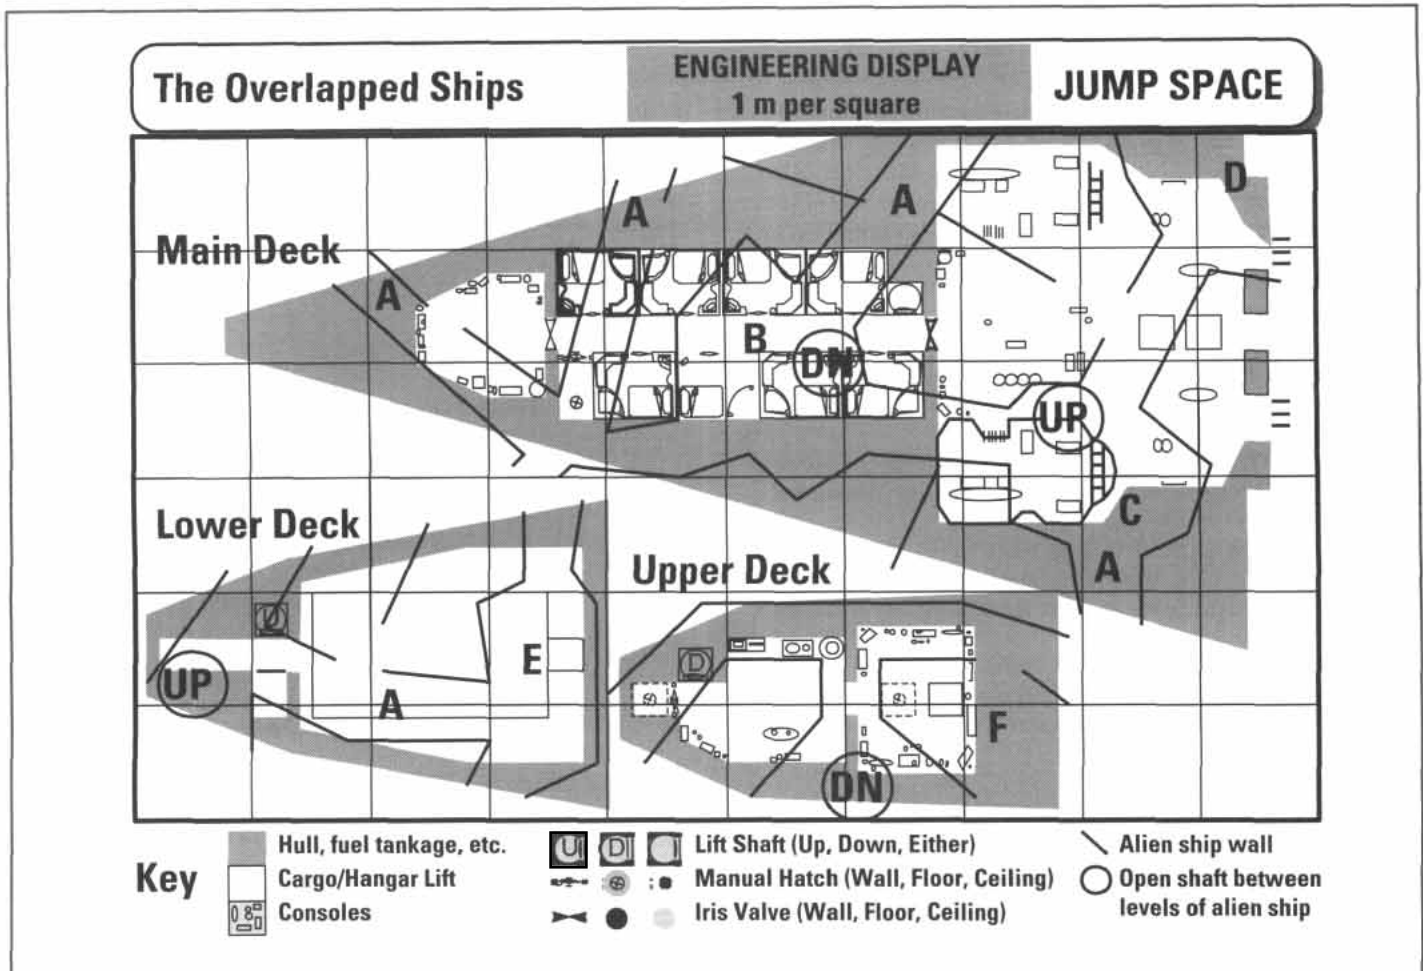 The Overlapped Ships
ENGINEERING DISPLAY
1 m per square
JUMP SPACE
D
A
A
Main Deck
A
B
DN
UP
C
A
Lower Deck
Upper Deck
U
E
UP
A
D
F
DN
Key
Hull, fuel tankage, etc.
Cargo/Hangar Lift
Consoles
U D Lift Shaft (Up, Down, Either)
Manual Hatch (Wall, Floor, Ceiling)
Iris Valve (Wall, Floor, Ceiling)
Alien ship wall
Open shaft between
levels of alien ship